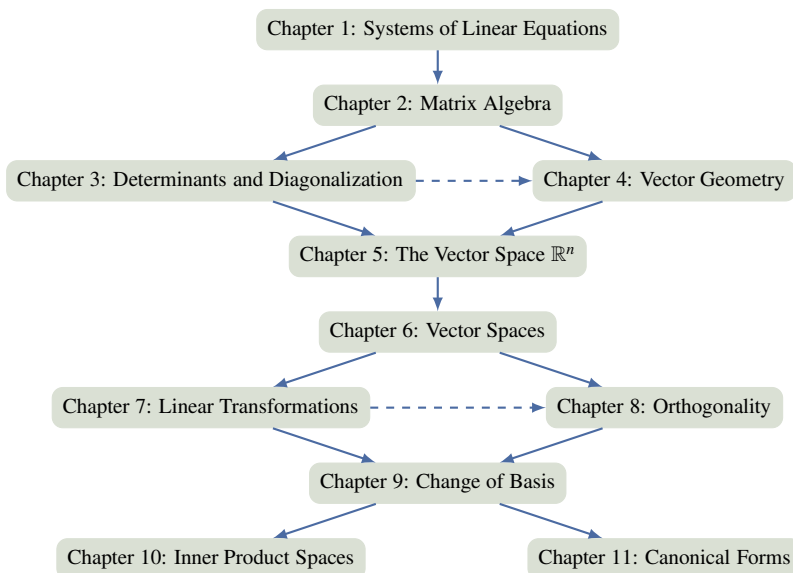 Chapter 1: Systems of Linear Equations
Chapter 2: Matrix Algebra
Chapter 3: Determinants and Diagonalization
Chapter 4: Vector Geometry
Chapter 5: The Vector Space ℝⁿ
Chapter 6: Vector Spaces
Chapter 7: Linear Transformations
Chapter 8: Orthogonality
Chapter 9: Change of Basis
Chapter 10: Inner Product Spaces
Chapter 11: Canonical Forms